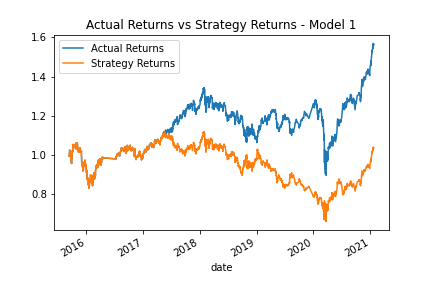 Actual Returns vs Strategy Returns - Model 1
Actual Returns
Strategy Returns
1.6
1.4
1.2
1.0
0.8
2016 2017 2018 2019 2020 2021
date